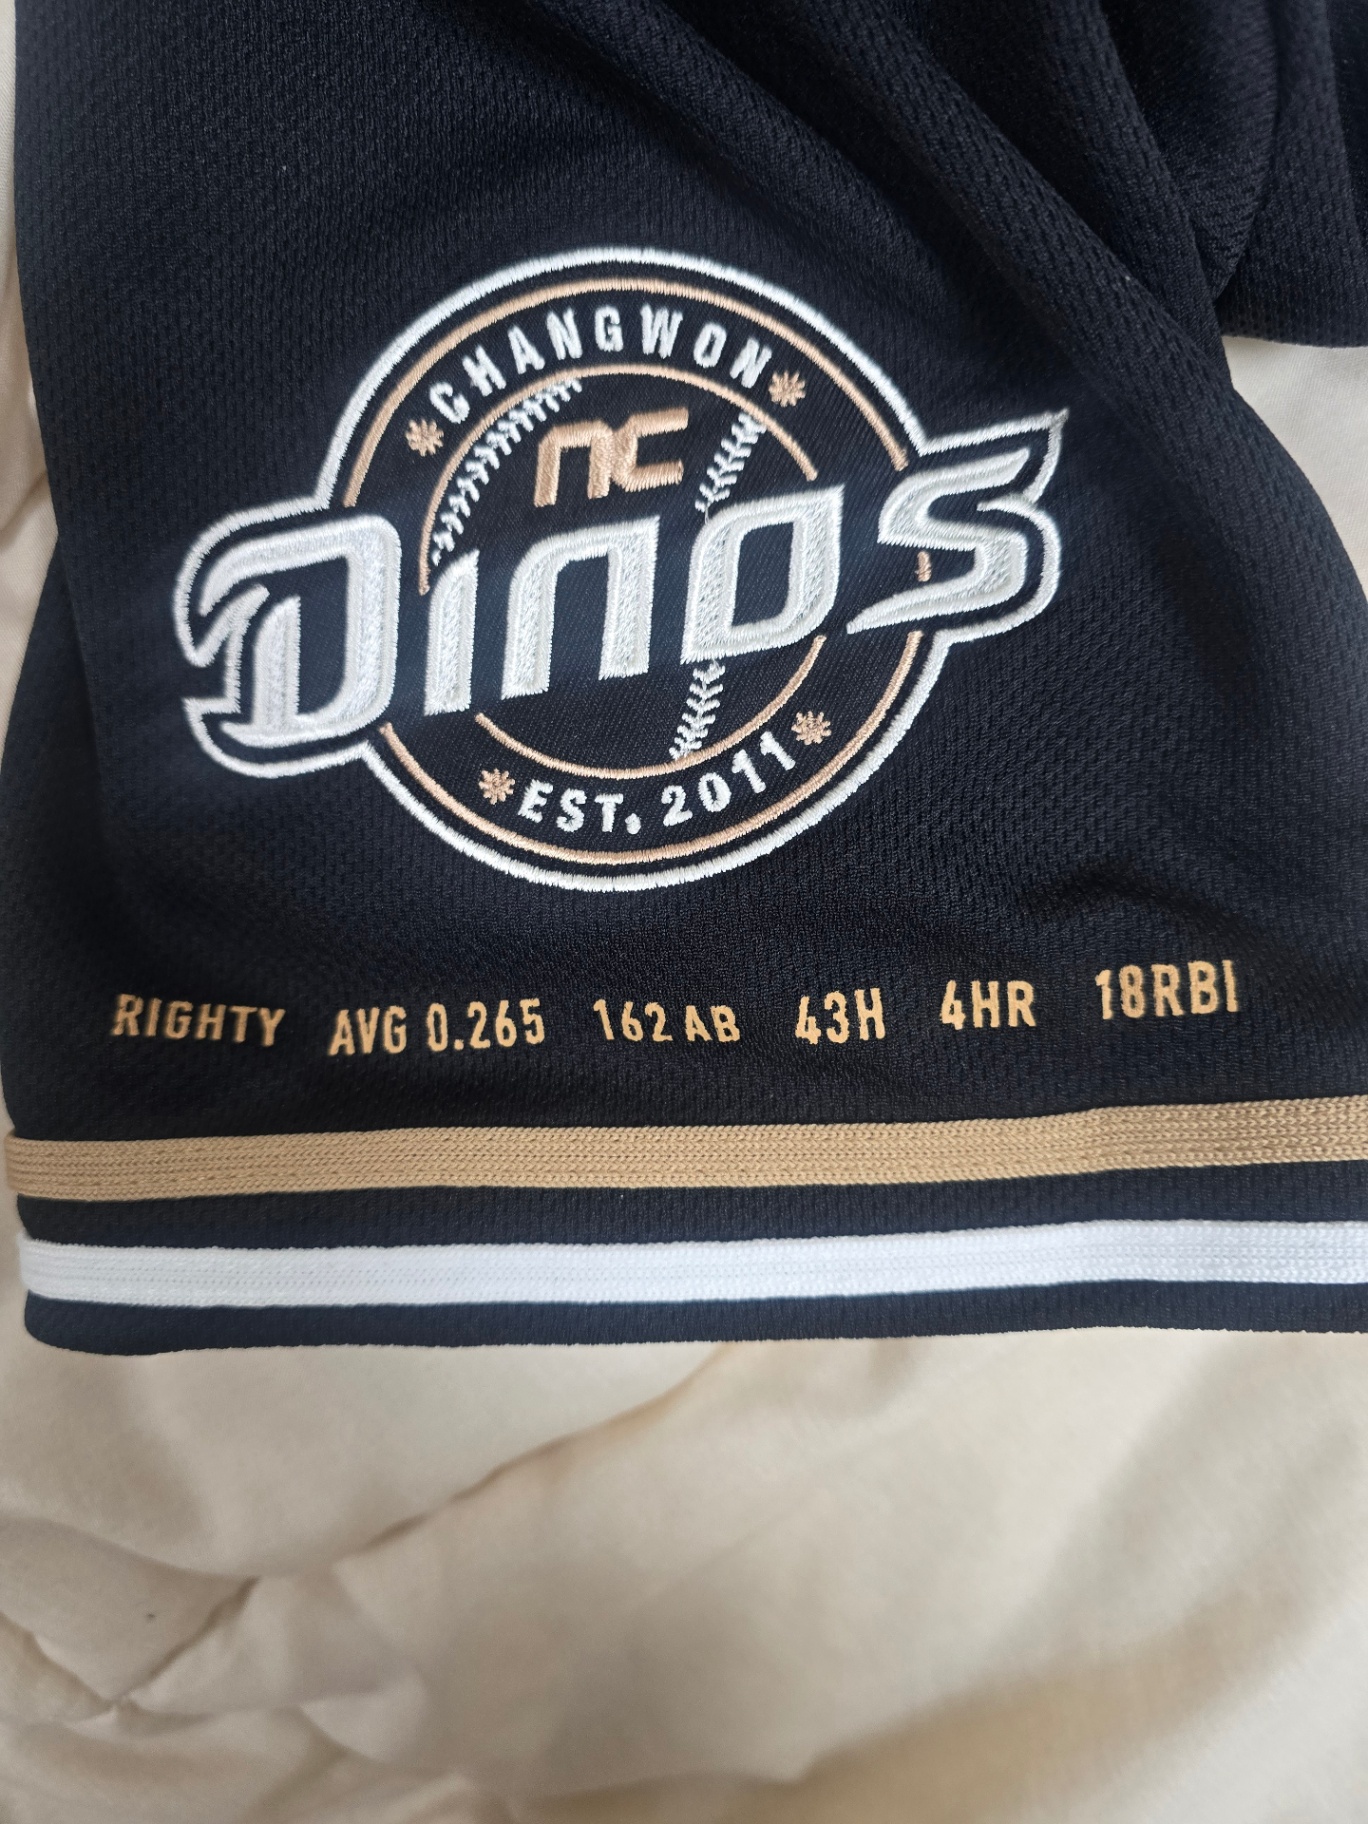 CHANGWON
NC
DINOS
EST. 2011
RIGHTY AVG 0.265 162 AB 43H 4HR 18RBI